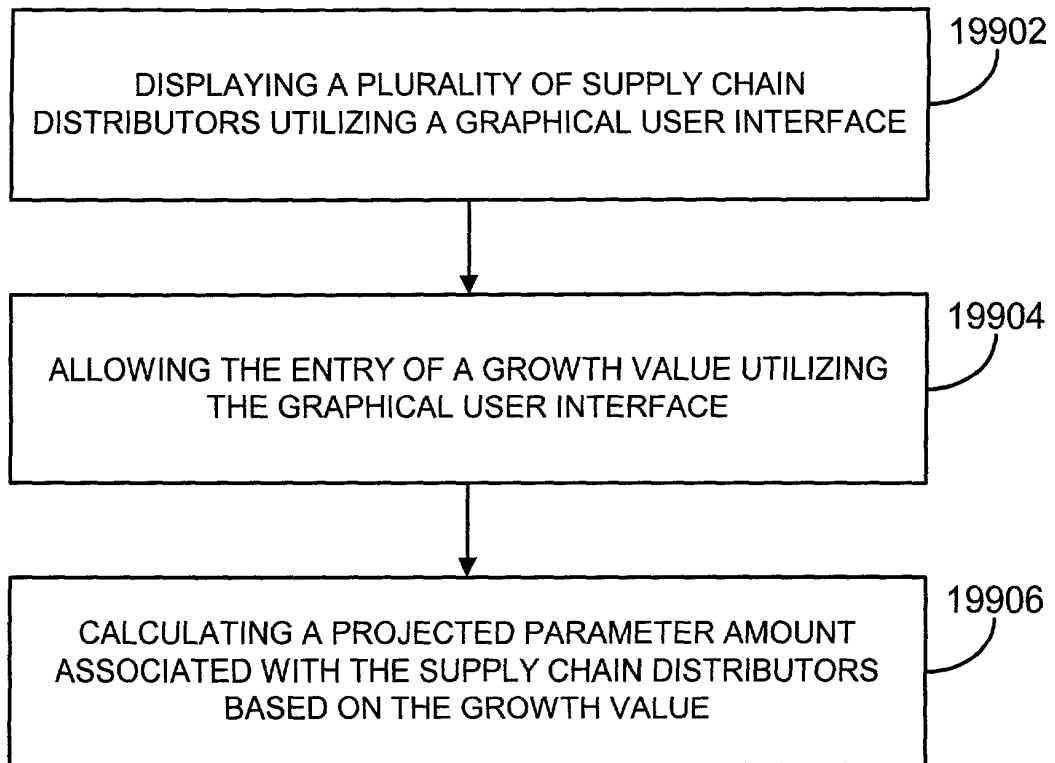 19902
DISPLAYING A PLURALITY OF SUPPLY CHAIN
DISTRIBUTORS UTILIZING A GRAPHICAL USER INTERFACE
19904
ALLOWING THE ENTRY OF A GROWTH VALUE UTILIZING
THE GRAPHICAL USER INTERFACE
19906
CALCULATING A PROJECTED PARAMETER AMOUNT
ASSOCIATED WITH THE SUPPLY CHAIN DISTRIBUTORS
BASED ON THE GROWTH VALUE